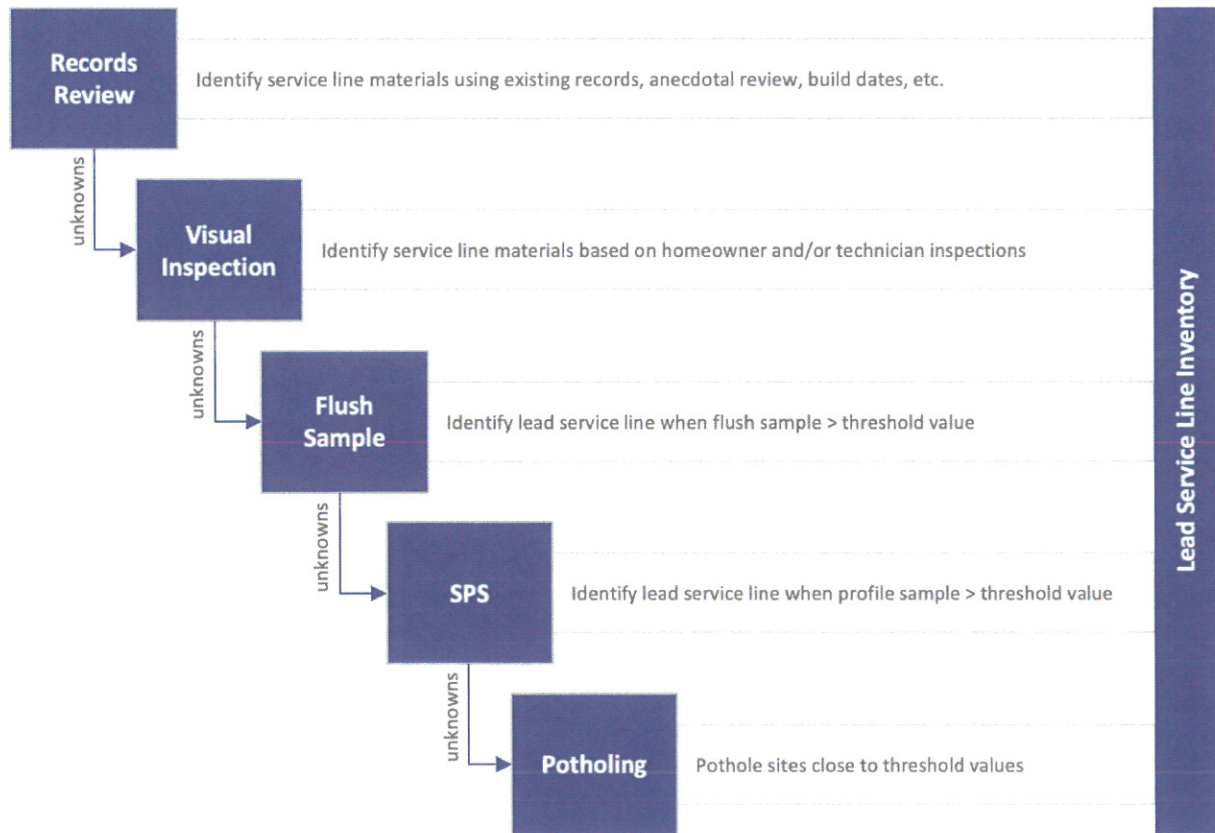 Records
Review
Identify service line materials using existing records, anecdotal review, build dates, etc.
unknowns
Visual
Inspection
Identify service line materials based on homeowner and/or technician inspections
unknowns
Flush
Sample
Identify lead service line when flush sample > threshold value
unknowns
SPS
Identify lead service line when profile sample > threshold value
unknowns
Potholing
Pothole sites close to threshold values
Lead Service Line Inventory